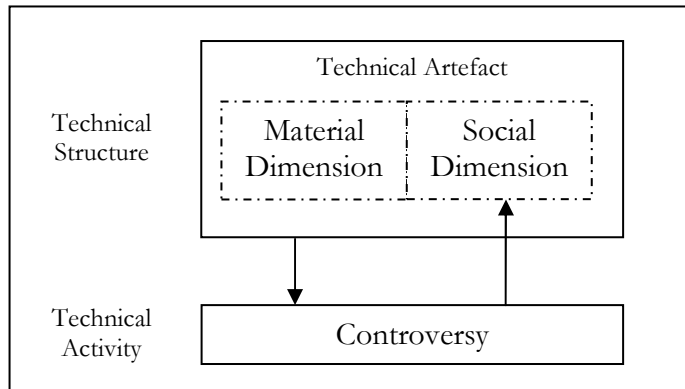 Technical Artefact
Technical
Structure
Material
Dimension
Social
Dimension
Technical
Activity
Controversy